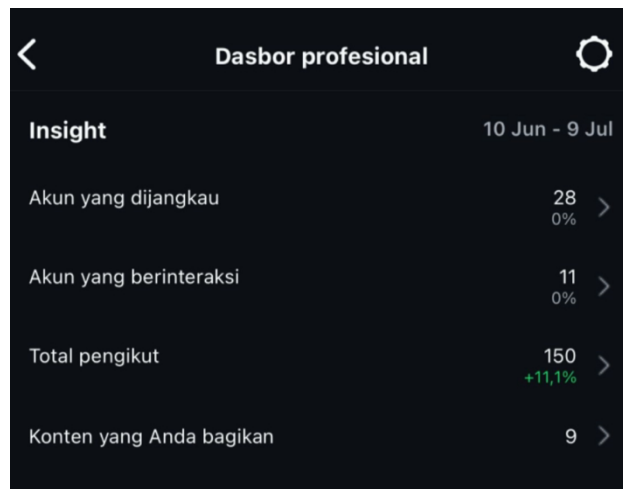 Dasbor profesional
Insight 10 Jun - 9 Jul
Akun yang dijangkau 28
0%
Akun yang berinteraksi 11
0%
Total pengikut 150
+11,1%
Konten yang Anda bagikan 9